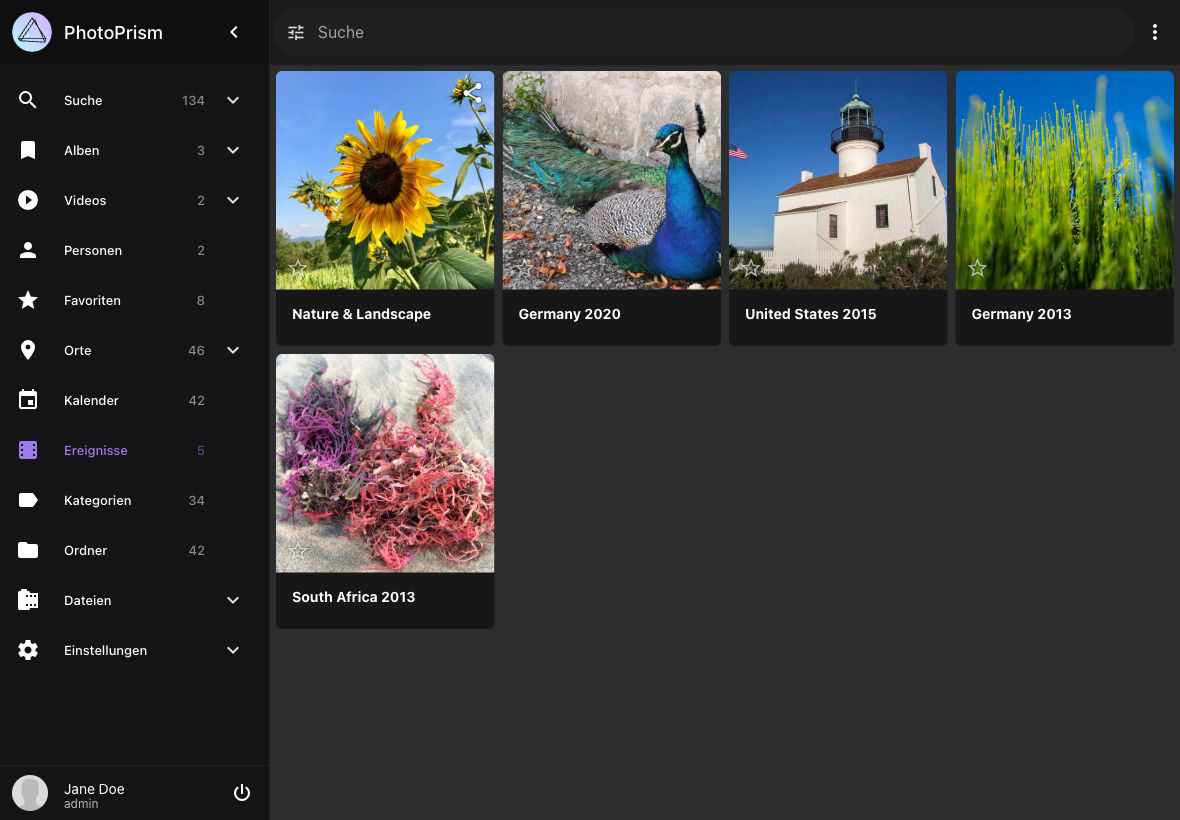 PhotoPrism
Suche
Suche 134
Alben 3
Videos 2
Personen 2
Favoriten 8
Orte 46
Kalender 42
Ereignisse 5
Kategorien 34
Ordner 42
Dateien
Einstellungen
Jane Doe
admin
Nature & Landscape
Germany 2020
United States 2015
Germany 2013
South Africa 2013